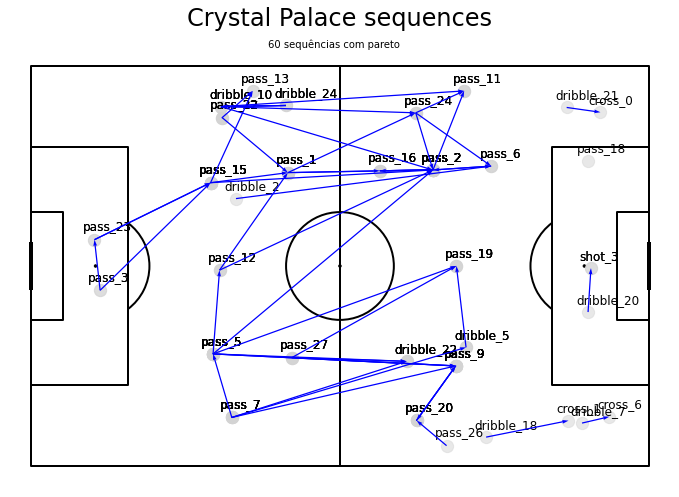 Crystal Palace sequences
60 sequências com pareto
pass_13
pass_11
dribble_10
dribble_24
dribble_21
cross_0
pass_24
pass_18
pass_6
pass_1
pass_16
pass_2
pass_15
dribble_2
pass_23
pass_12
pass_19
shot_3
pass_3
dribble_20
pass_5
pass_27
dribble_22
dribble_5
pass_9
pass_7
pass_20
cross_6
dribble_7
dribble_18
pass_26